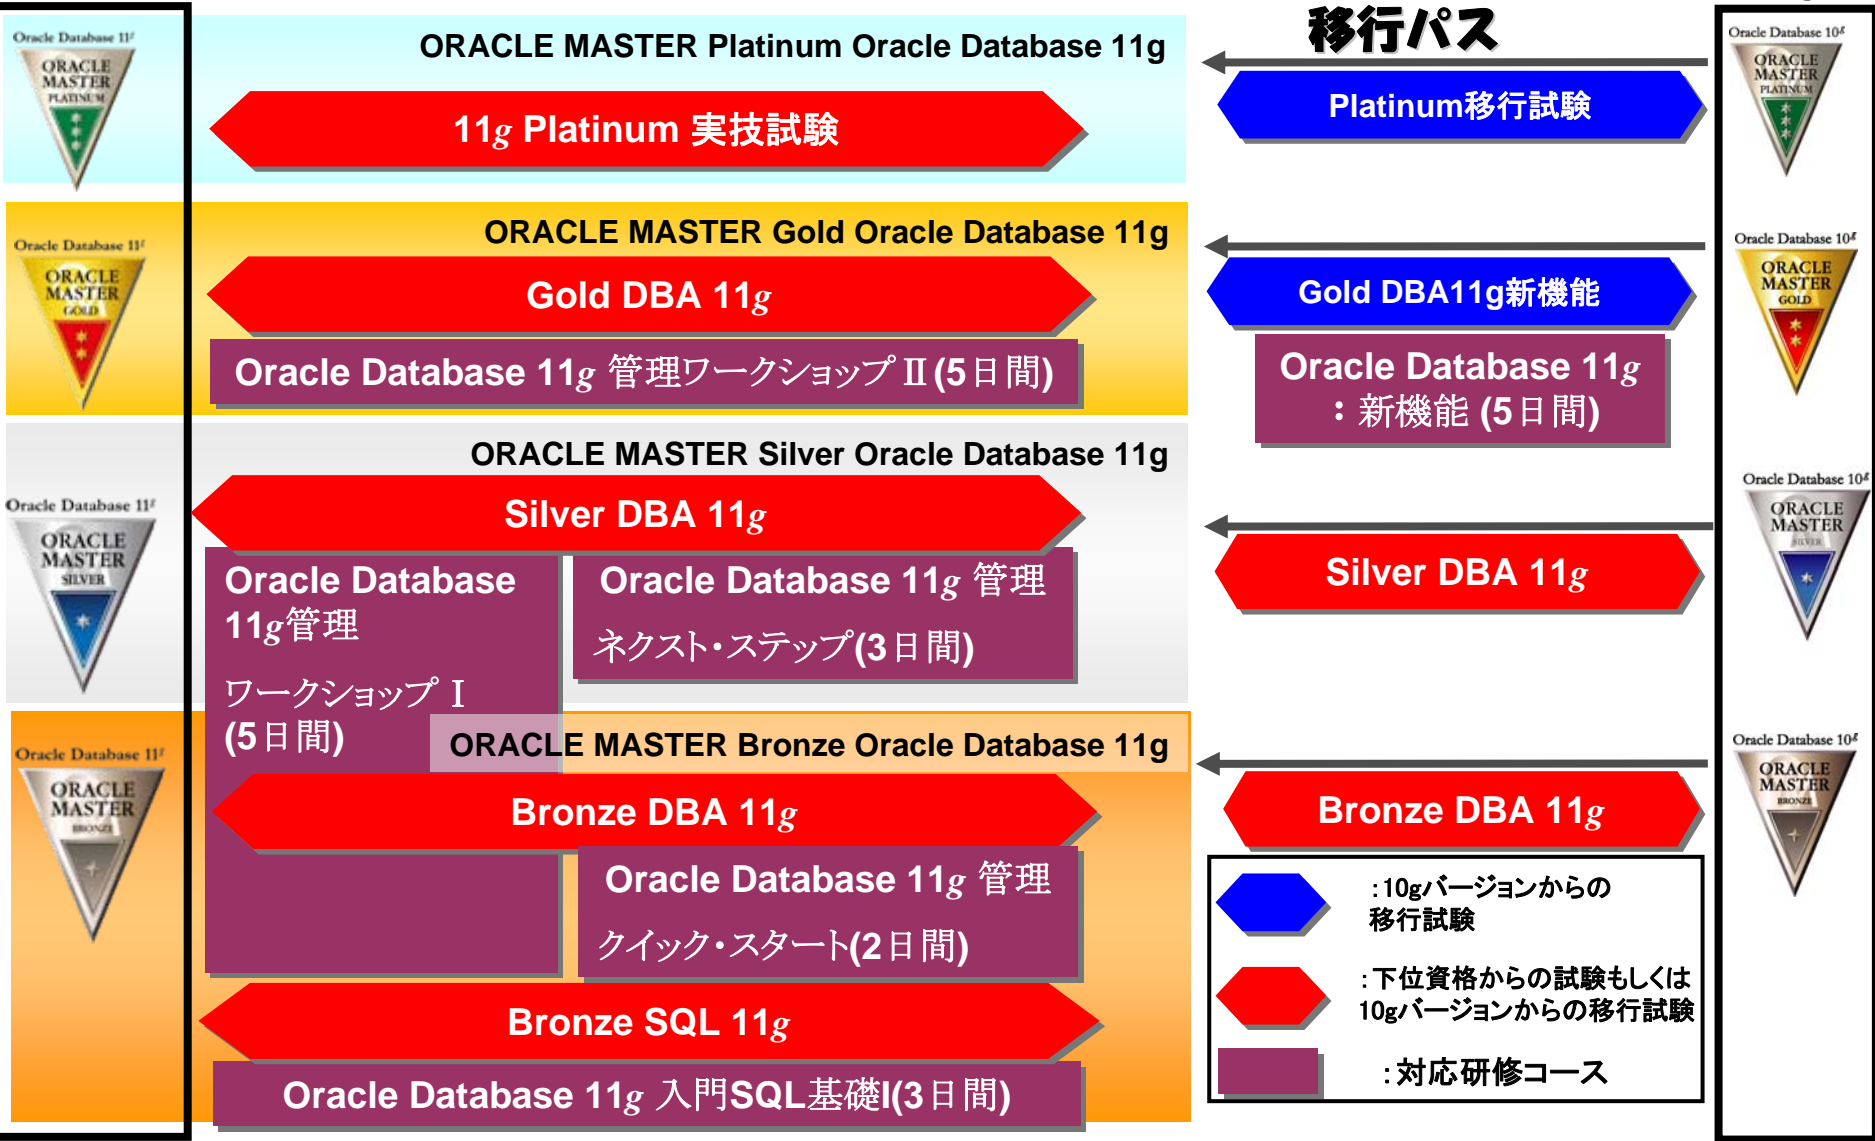 移行パス
Oracle Database 11g
ORACLE
MASTER
PLATINUM
ORACLE MASTER Platinum Oracle Database 11g
11g Platinum 実技試験
Platinum移行試験
Oracle Database 10g
ORACLE
MASTER
PLATINUM
Oracle Database 11g
ORACLE
MASTER
GOLD
ORACLE MASTER Gold Oracle Database 11g
Gold DBA 11g
Oracle Database 11g 管理ワークショップⅡ(5日間)
Gold DBA11g新機能
Oracle Database 11g
：新機能 (5日間)
Oracle Database 10g
ORACLE
MASTER
GOLD
Oracle Database 11g
ORACLE
MASTER
SILVER
ORACLE MASTER Silver Oracle Database 11g
Silver DBA 11g
Oracle Database
11g管理
ワークショップ Ⅰ
(5日間)
Oracle Database 11g 管理
ネクスト・ステップ(3日間)
Silver DBA 11g
Oracle Database 10g
ORACLE
MASTER
SILVER
Oracle Database 11g
ORACLE
MASTER
BRONZE
ORACLE MASTER Bronze Oracle Database 11g
Bronze DBA 11g
Oracle Database 11g 管理
クイック・スタート(2日間)
Bronze SQL 11g
Oracle Database 11g 入門SQL基礎I(3日間)
Bronze DBA 11g
Oracle Database 10g
ORACLE
MASTER
BRONZE
：10gバージョンからの
移行試験
：下位資格からの試験もしくは
10gバージョンからの移行試験
：対応研修コース